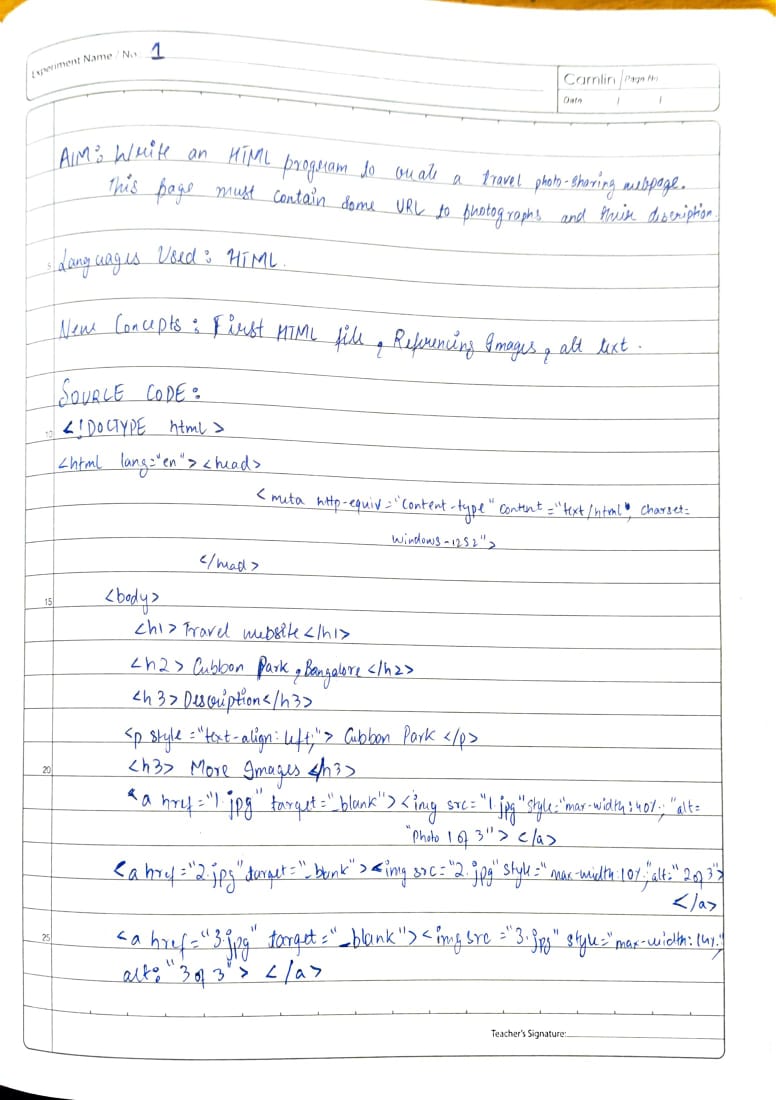 Experiment Name / No. 1
Camlin Page No
Date / /
AIM: Write an HTML program to create a travel photo-sharing webpage.
This page must contain some URL to photographs and their discription.
5 Languages Used: HTML.
New Concepts: First HTML file, Referencing Images, alt text.
SOURCE CODE:
10 <!DOCTYPE html>
<html lang="en"><head>
<meta http-equiv="Content-type" content="text/html", charset=
Windows-1252">
</head>
15 <body>
<h1>Travel website</h1>
<h2> Cubbon Park, Bangalore </h2>
<h3> Description</h3>
<p style="text-align: left;"> Cubbon Park </p>
20 <h3> More Images </h3>
<a href="1.jpg" target="_blank"><img src="1.jpg" style="max-width:40%;" alt=
"Photo 1 of 3"> </a>
<a href="2.jpg" target="_blank"><img src="2.jpg" style="max-width:10%;" alt="2 of 3">
</a>
25 <a href="3.jpg" target="_blank"><img src="3.jpg" style="max-width:14%;"
alt="3 of 3"> </a>
Teacher's Signature: